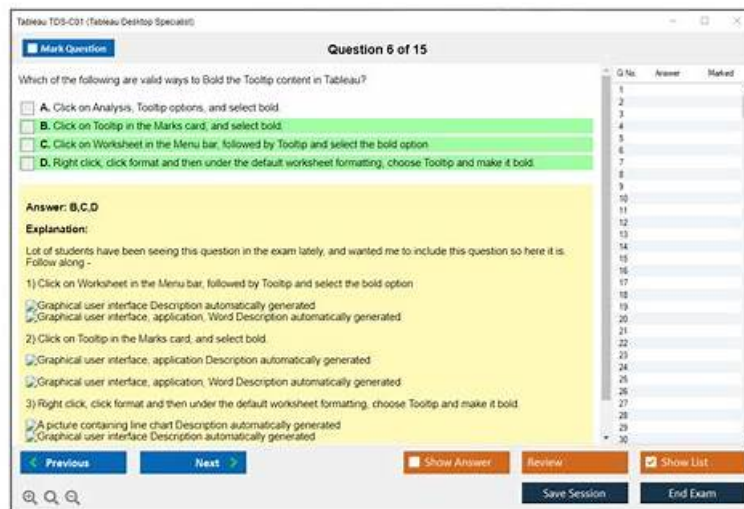 Tableau TDS-C01 (Tableau Desktop Specialist)
Mark Question
Question 6 of 15
Which of the following are valid ways to Bold the Tooltip content in Tableau?
A. Click on Analysis, Tooltip options, and select bold.
B. Click on Tooltip in the Marks card, and select bold.
C. Click on Worksheet in the Menu bar, followed by Tooltip and select the bold option
D. Right click, click format and then under the default worksheet formatting, choose Tooltip and make it bold.
Answer: B,C,D
Explanation:
Lot of students have been seeing this question in the exam lately, and wanted me to include this question so here it is.
Follow along -
1) Click on Worksheet in the Menu bar, followed by Tooltip and select the bold option
Graphical user interface Description automatically generated
Graphical user interface, application, Word Description automatically generated
2) Click on Tooltip in the Marks card, and select bold.
Graphical user interface, application Description automatically generated
Graphical user interface, application, Word Description automatically generated
3) Right click, click format and then under the default worksheet formatting, choose Tooltip and make it bold.
A picture containing line chart Description automatically generated
Graphical user interface Description automatically generated
Q No. Answer Marked
1
2
3
4
5
6
7
8
9
10
11
12
13
14
15
16
17
18
19
20
21
22
23
24
25
26
27
28
29
30
Previous
Next
Show Answer
Review
Show List
Save Session
End Exam